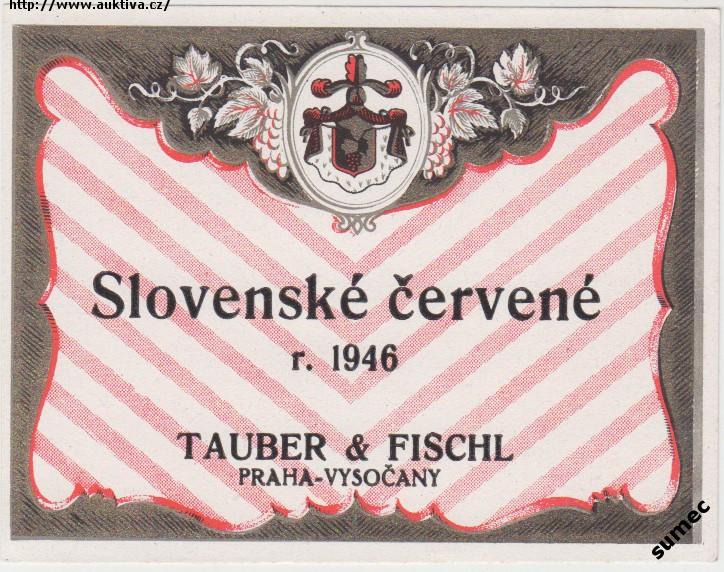 http://www.auktiva.cz/
Slovenské červené
r. 1946
TAUBER & FISCHL
PRAHA-VYSOČANY
sumec